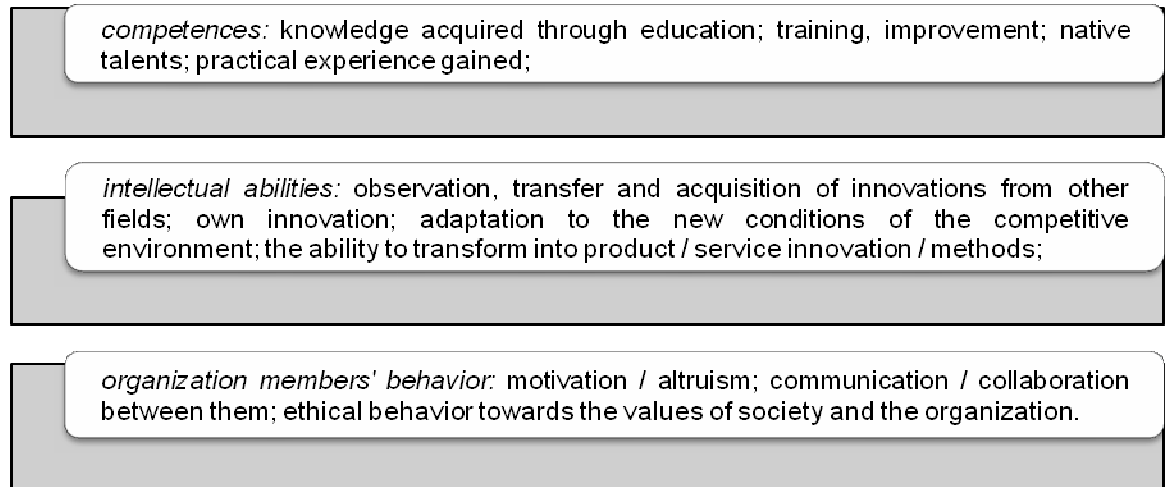 competences: knowledge acquired through education; training, improvement; native
talents; practical experience gained;
intellectual abilities: observation, transfer and acquisition of innovations from other
fields; own innovation; adaptation to the new conditions of the competitive
environment; the ability to transform into product / service innovation / methods;
organization members' behavior: motivation / altruism; communication / collaboration
between them; ethical behavior towards the values of society and the organization.